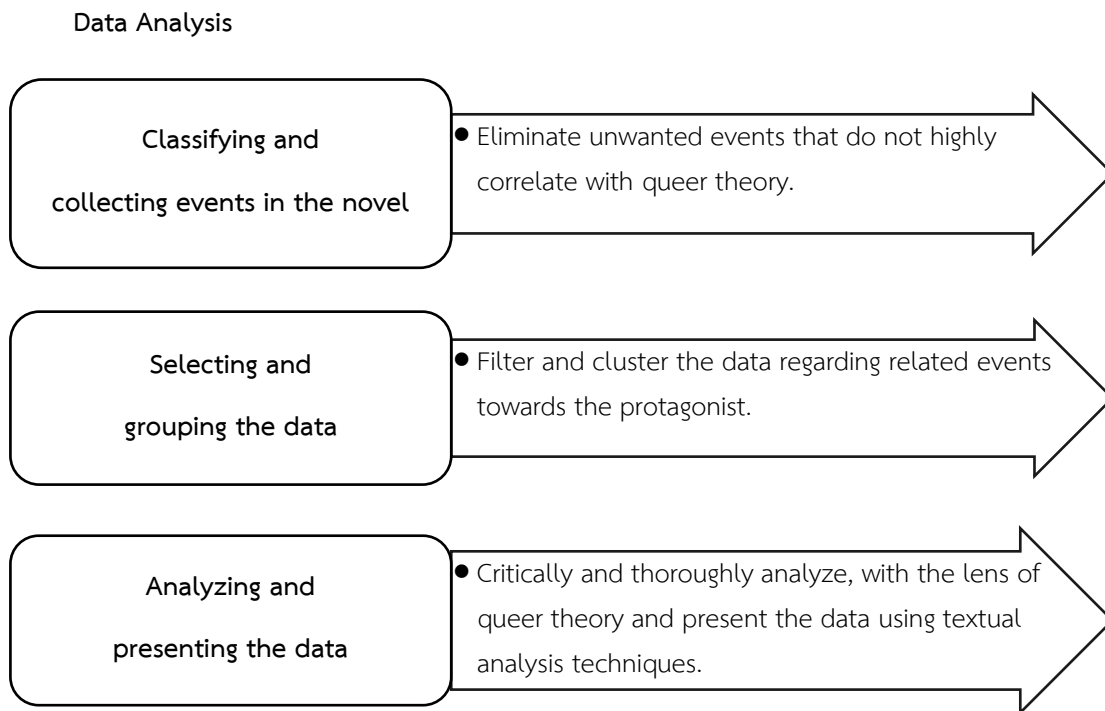 Data Analysis
Classifying and
collecting events in the novel
● Eliminate unwanted events that do not highly
correlate with queer theory.
Selecting and
grouping the data
● Filter and cluster the data regarding related events
towards the protagonist.
Analyzing and
presenting the data
● Critically and thoroughly analyze, with the lens of
queer theory and present the data using textual
analysis techniques.